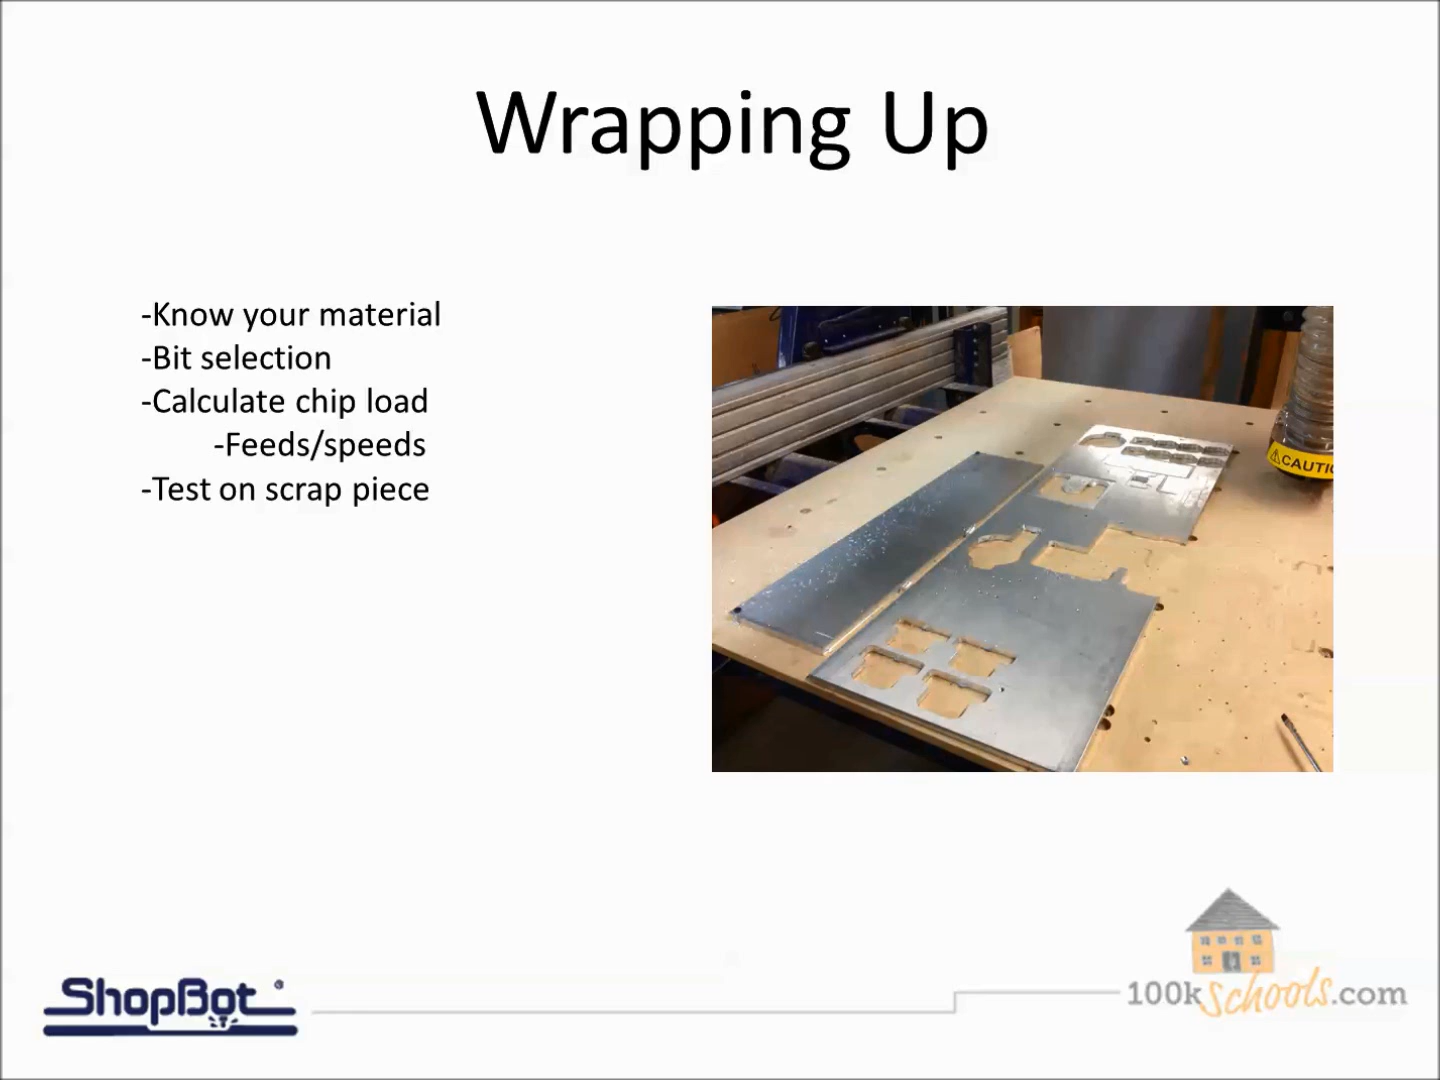 Wrapping Up
-Know your material
-Bit selection
-Calculate chip load
-Feeds/speeds
-Test on scrap piece
CAUTIO
ShopBot
100kSchools.com